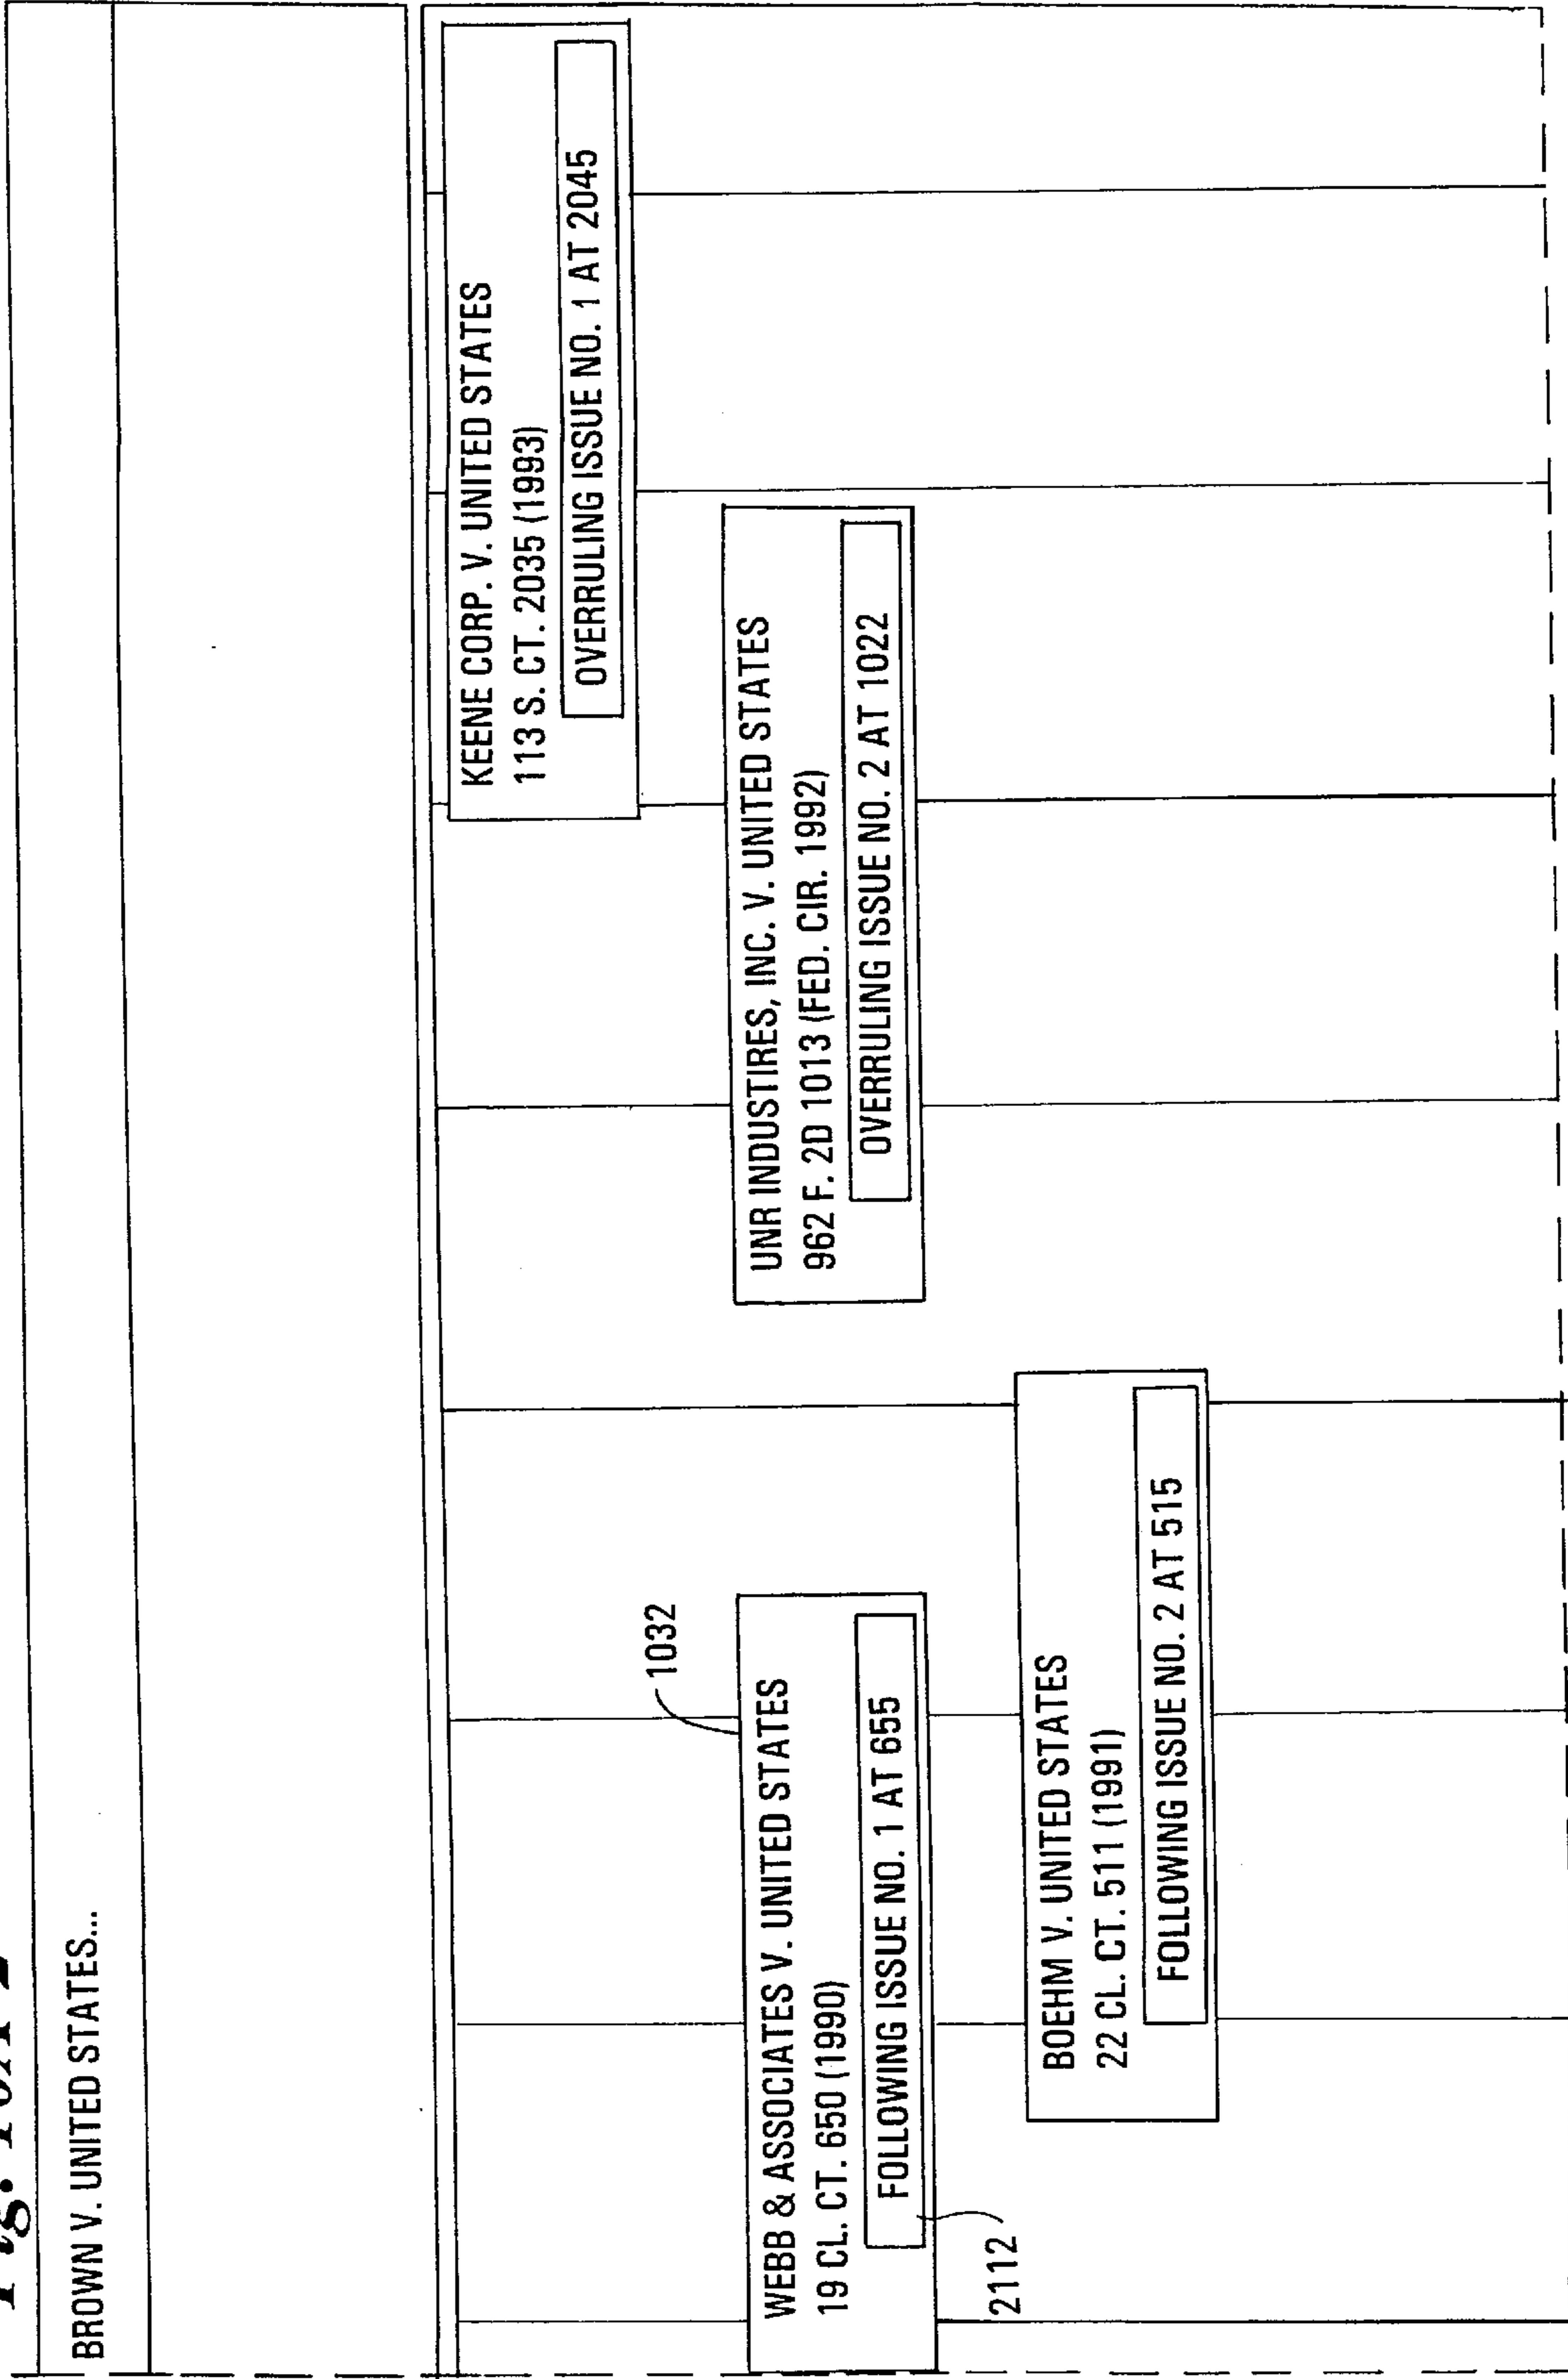 BROWN V. UNITED STATES...
KEENE CORP. V. UNITED STATES
113 S. CT. 2035 (1993)
OVERRULING ISSUE NO. 1 AT 2045
UNR INDUSTIRES, INC. V. UNITED STATES
962 F. 2D 1013 (FED. CIR. 1992)
OVERRULING ISSUE NO. 2 AT 1022
1032
WEBB & ASSOCIATES V. UNITED STATES
19 CL. CT. 650 (1990)
FOLLOWING ISSUE NO. 1 AT 655
2112
BOEHM V. UNITED STATES
22 CL. CT. 511 (1991)
FOLLOWING ISSUE NO. 2 AT 515